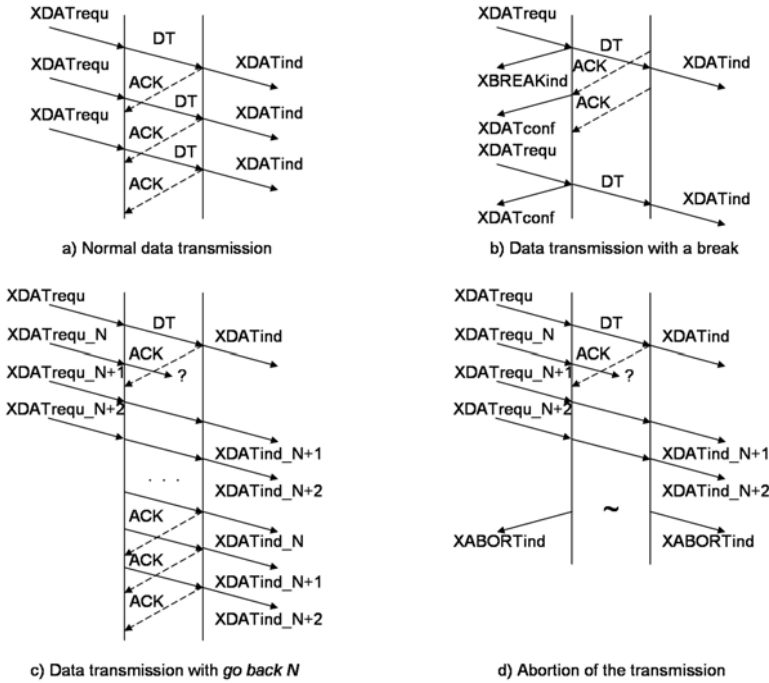 XDATrequ
DT
XDATind
XDATrequ
ACK
DT
XDATind
XDATrequ
ACK
DT
XDATind
ACK
a) Normal data transmission
XDATrequ
DT
XDATind
ACK
XBREAKind
ACK
XDATconf
XDATrequ
DT
XDATind
XDATconf
b) Data transmission with a break
XDATrequ
DT
XDATind
XDATrequ_N
ACK
?
XDATrequ_N+1
XDATrequ_N+2
XDATind_N+1
XDATind_N+2
. . .
ACK
XDATind_N
ACK
XDATind_N+1
ACK
XDATind_N+2
c) Data transmission with go back N
XDATrequ
DT
XDATind
XDATrequ_N
ACK
?
XDATrequ_N+1
XDATrequ_N+2
XDATind_N+1
XDATind_N+2
~
XABORTind
XABORTind
d) Abortion of the transmission